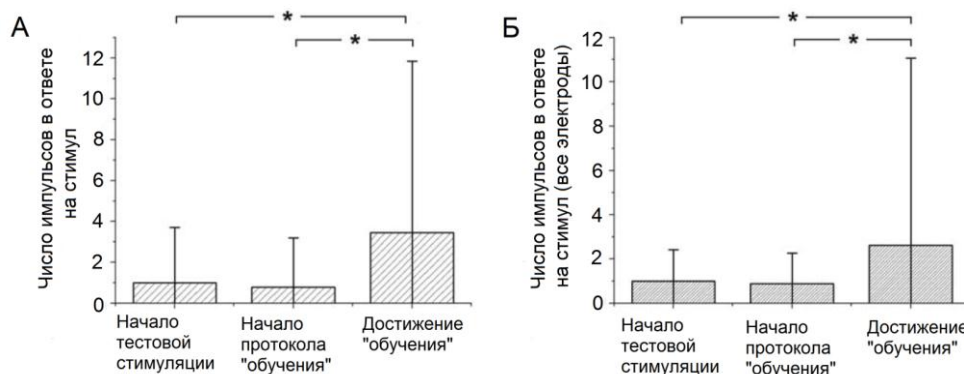 А
Число импульсов в ответе
на стимул
12
10
8
6
4
2
0
*
*
Начало
тестовой
стимуляции
Начало
протокола
"обучения"
Достижение
"обучения"
Б
Число импульсов в ответе
на стимул (все электроды)
12
10
8
6
4
2
0
*
*
Начало
тестовой
стимуляции
Начало
протокола
"обучения"
Достижение
"обучения"